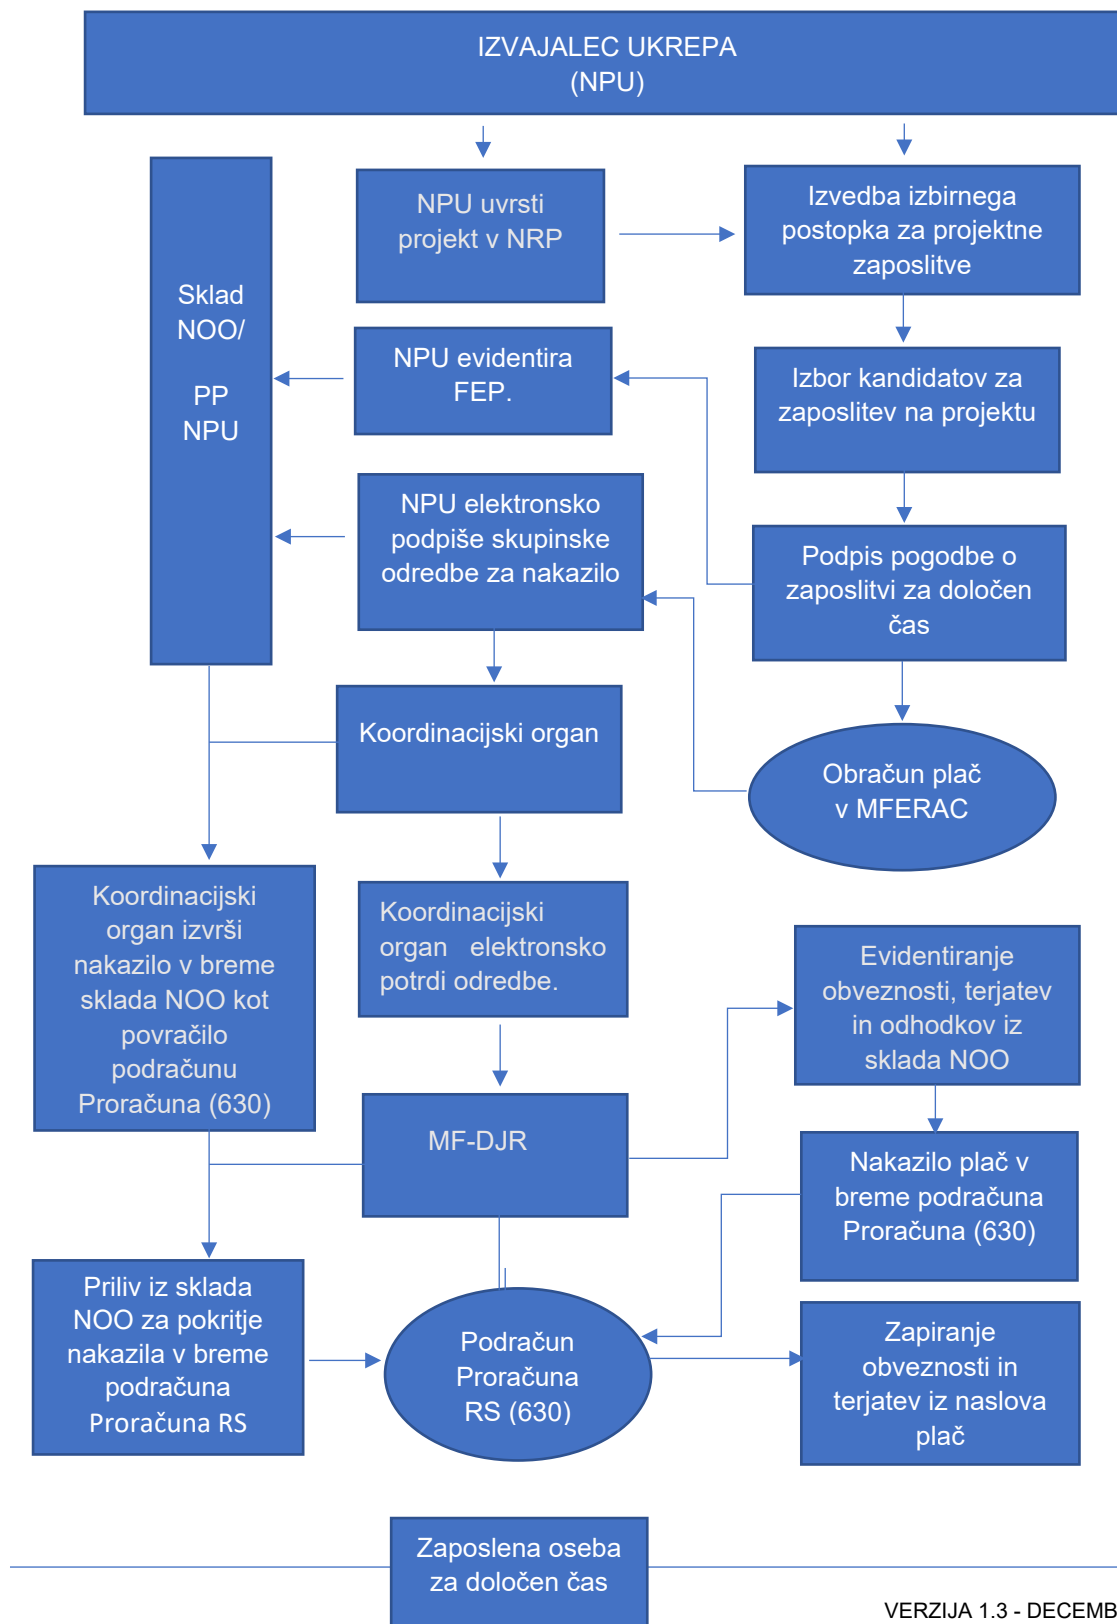 IZVAJALEC UKREPA
(NPU)
NPU uvrsti
projekt v NRP
Izvedba izbirnega
postopka za projektne
zaposlitve
Sklad
NOO/
PP
NPU
NPU evidentira
FEP.
Izbor kandidatov za
zaposlitev na projektu
NPU elektronsko
podpiše skupinske
odredbe za nakazilo
Podpis pogodbe o
zaposlitvi za določen
čas
Koordinacijski organ
Obračun plač
v MFERAC
Koordinacijski
organ izvrši
nakazilo v breme
sklada NOO kot
povračilo
podračunu
Proračuna (630)
Koordinacijski
organ elektronsko
potrdi odredbe.
Evidentiranje
obveznosti, terjatev
in odhodkov iz
sklada NOO
MF-DJR
Nakazilo plač v
breme podračuna
Proračuna (630)
Priliv iz sklada
NOO za pokritje
nakazila v breme
podračuna
Proračuna RS
Podračun
Proračuna
RS (630)
Zapiranje
obveznosti in
terjatev iz naslova
plač
Zaposlena oseba
za določen čas
VERZIJA 1.3 - DECEMB